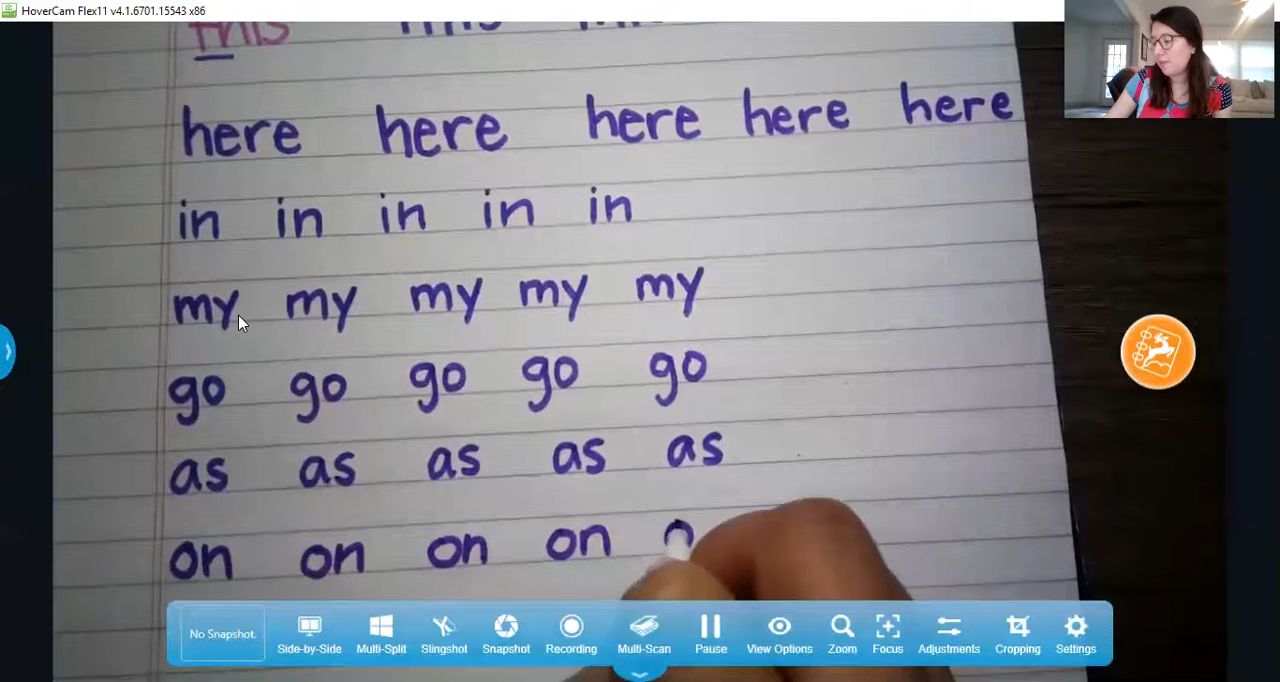 HoverCam Flex11 v4.1.6701.15543 x86
this this
here here here here here
in in in in in
my my my my my
go go go go go
as as as as as
on on on on
No Snapshot.
Side-by-Side Multi-Split Slingshot Snapshot Recording Multi-Scan Pause View Options Zoom Focus Adjustments Cropping Settings